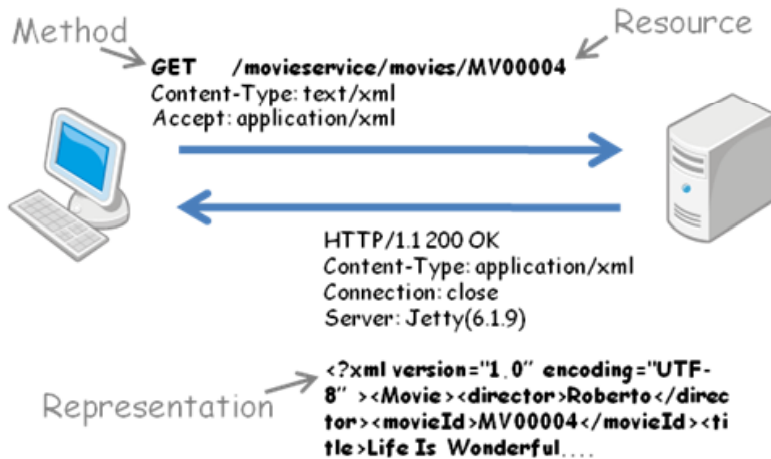 Method
Resource
GET /movieservice/movies/MV00004
Content-Type: text/xml
Accept: application/xml
HTTP/1.1 200 OK
Content-Type: application/xml
Connection: close
Server: Jetty(6.1.9)
Representation
<?xml version="1.0" encoding="UTF-
8" ><Movie><director>Roberto</direc
tor><movieId>MV00004</movieId><ti
tle>Life Is Wonderful....